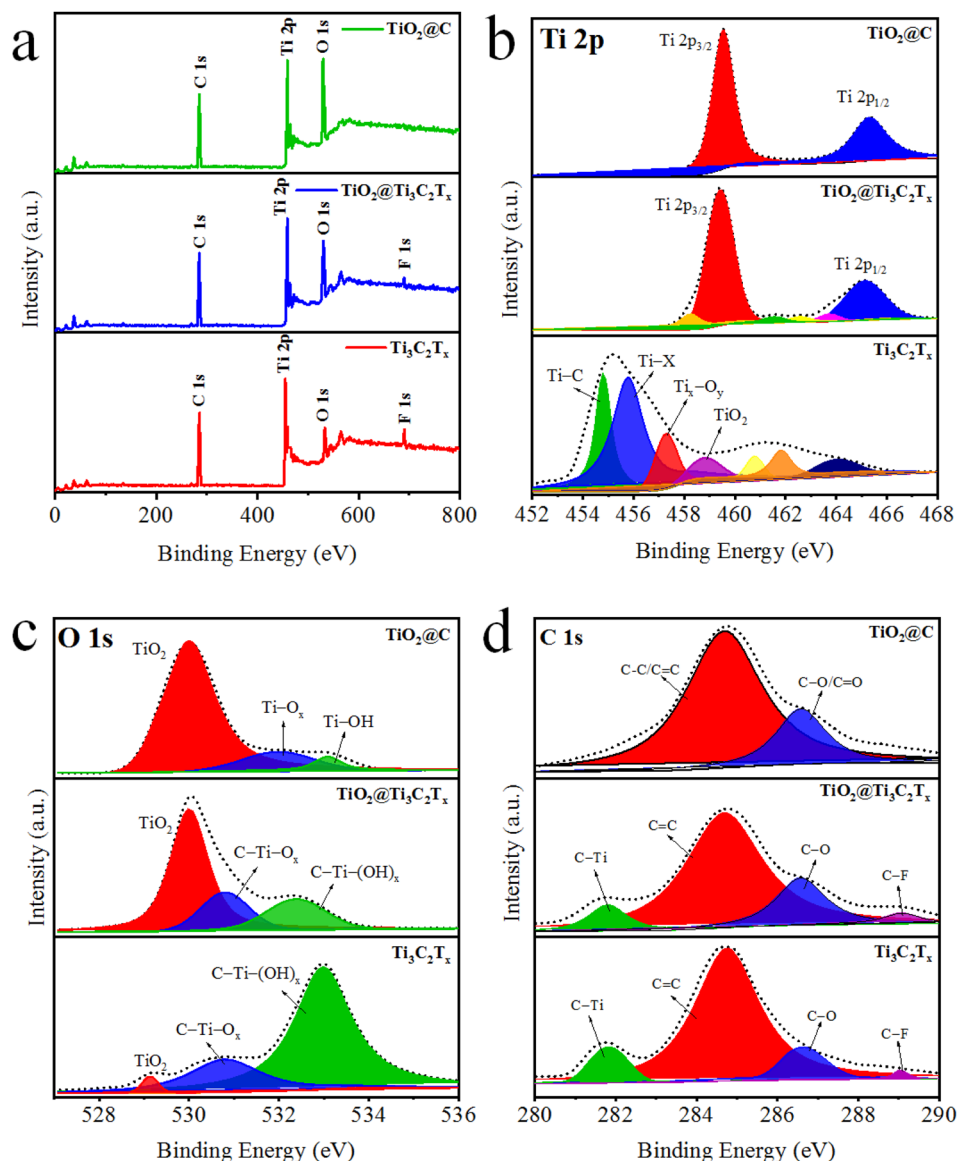 a
TiO₂@C
C 1s
Ti 2p
O 1s
TiO₂@Ti₃C₂Tₓ
C 1s
Ti 2p
O 1s
F 1s
Ti₃C₂Tₓ
C 1s
Ti 2p
O 1s
F 1s
Intensity (a.u.)
0 200 400 600 800
Binding Energy (eV)
b
Ti 2p
TiO₂@C
Ti 2p₃/₂
Ti 2p₁/₂
TiO₂@Ti₃C₂Tₓ
Ti 2p₃/₂
Ti 2p₁/₂
Ti₃C₂Tₓ
Ti–C
Ti–X
Tiₓ–Oᵧ
TiO₂
Intensity (a.u.)
452 454 456 458 460 462 464 466 468
Binding Energy (eV)
c
O 1s
TiO₂@C
TiO₂
Ti–Oₓ
Ti–OH
TiO₂@Ti₃C₂Tₓ
TiO₂
C–Ti–Oₓ
C–Ti–(OH)ₓ
Ti₃C₂Tₓ
C–Ti–(OH)ₓ
C–Ti–Oₓ
TiO₂
Intensity (a.u.)
528 530 532 534 536
Binding Energy (eV)
d
C 1s
TiO₂@C
C-C/C=C
C–O/C=O
TiO₂@Ti₃C₂Tₓ
C–Ti
C=C
C–O
C–F
Ti₃C₂Tₓ
C–Ti
C=C
C–O
C–F
Intensity (a.u.)
280 282 284 286 288 290
Binding Energy (eV)